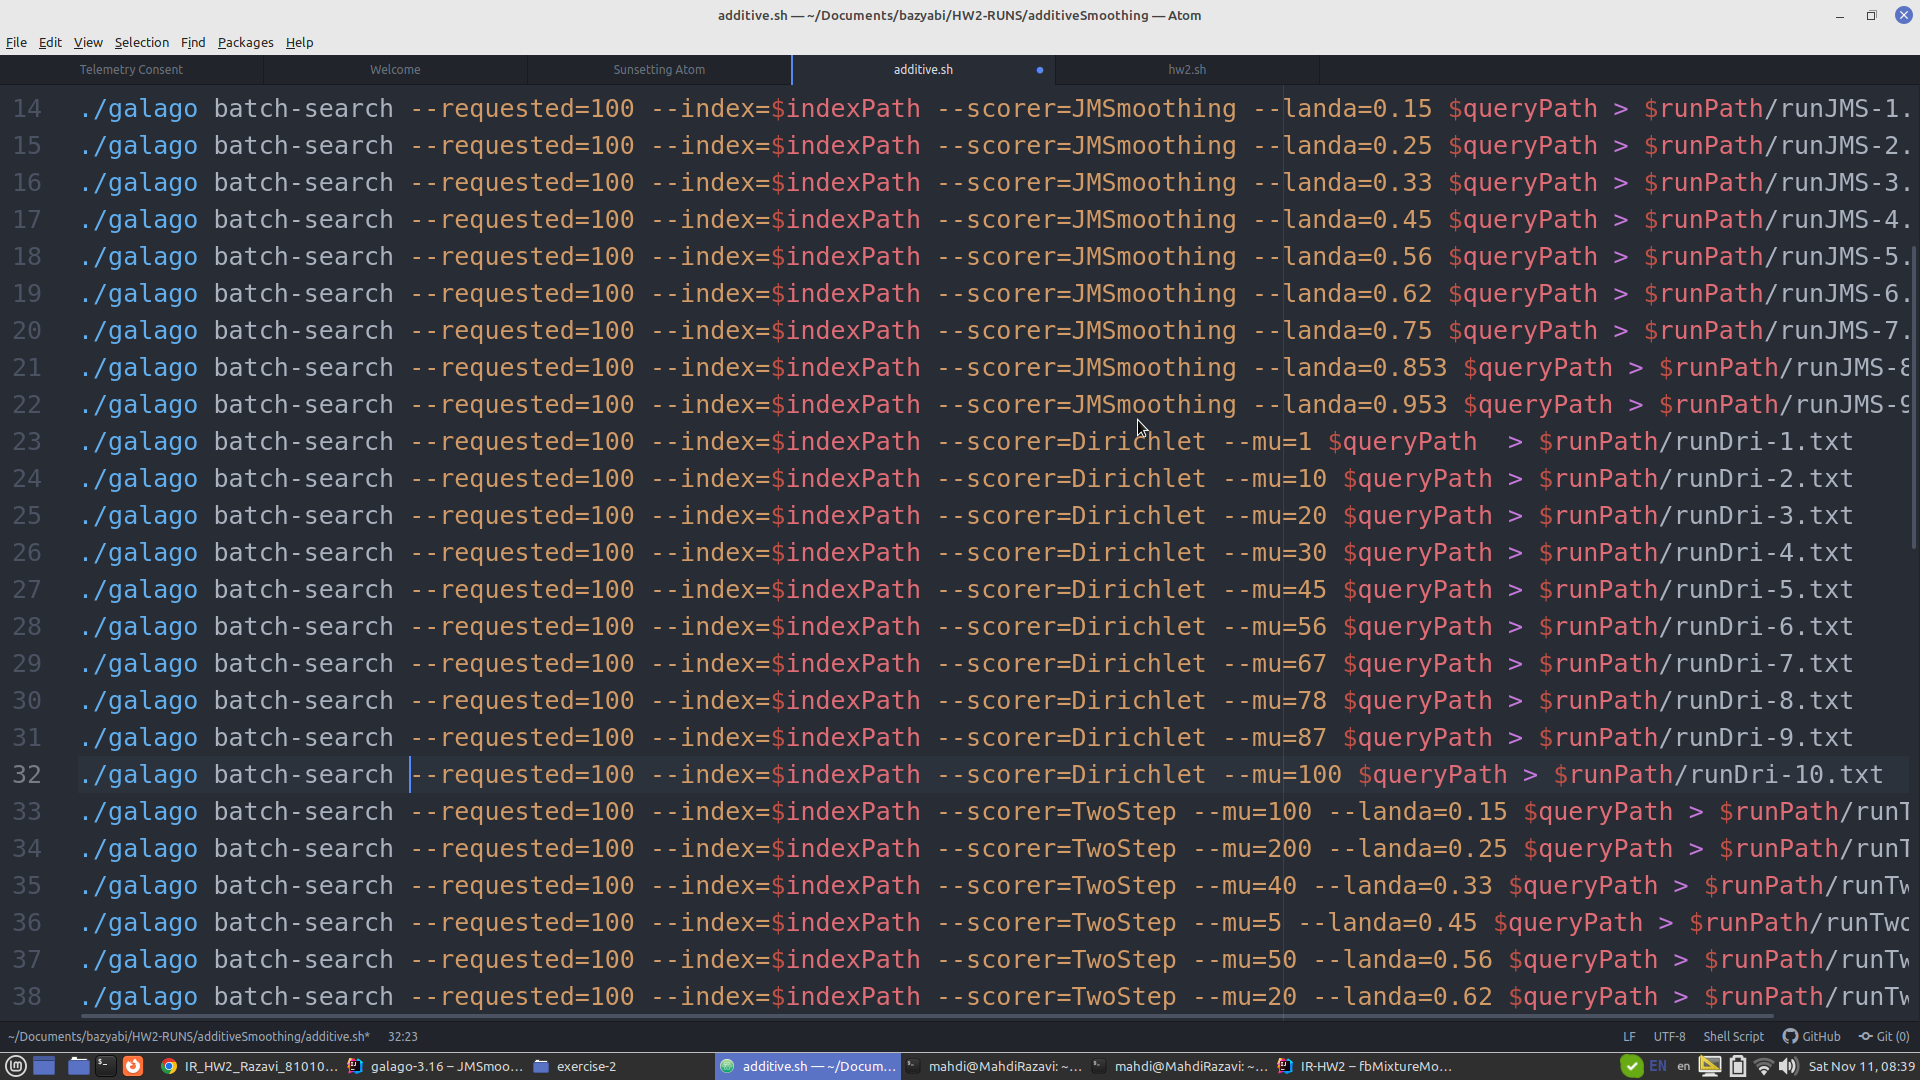 additive.sh — ~/Documents/bazyabi/HW2-RUNS/additiveSmoothing — Atom
File Edit View Selection Find Packages Help
Telemetry Consent Welcome Sunsetting Atom additive.sh hw2.sh
14 ./galago batch-search --requested=100 --index=$indexPath --scorer=JMSmoothing --landa=0.15 $queryPath > $runPath/runJMS-1.
15 ./galago batch-search --requested=100 --index=$indexPath --scorer=JMSmoothing --landa=0.25 $queryPath > $runPath/runJMS-2.
16 ./galago batch-search --requested=100 --index=$indexPath --scorer=JMSmoothing --landa=0.33 $queryPath > $runPath/runJMS-3.
17 ./galago batch-search --requested=100 --index=$indexPath --scorer=JMSmoothing --landa=0.45 $queryPath > $runPath/runJMS-4.
18 ./galago batch-search --requested=100 --index=$indexPath --scorer=JMSmoothing --landa=0.56 $queryPath > $runPath/runJMS-5.
19 ./galago batch-search --requested=100 --index=$indexPath --scorer=JMSmoothing --landa=0.62 $queryPath > $runPath/runJMS-6.
20 ./galago batch-search --requested=100 --index=$indexPath --scorer=JMSmoothing --landa=0.75 $queryPath > $runPath/runJMS-7.
21 ./galago batch-search --requested=100 --index=$indexPath --scorer=JMSmoothing --landa=0.853 $queryPath > $runPath/runJMS-8
22 ./galago batch-search --requested=100 --index=$indexPath --scorer=JMSmoothing --landa=0.953 $queryPath > $runPath/runJMS-9
23 ./galago batch-search --requested=100 --index=$indexPath --scorer=Dirichlet --mu=1 $queryPath  > $runPath/runDri-1.txt
24 ./galago batch-search --requested=100 --index=$indexPath --scorer=Dirichlet --mu=10 $queryPath > $runPath/runDri-2.txt
25 ./galago batch-search --requested=100 --index=$indexPath --scorer=Dirichlet --mu=20 $queryPath > $runPath/runDri-3.txt
26 ./galago batch-search --requested=100 --index=$indexPath --scorer=Dirichlet --mu=30 $queryPath > $runPath/runDri-4.txt
27 ./galago batch-search --requested=100 --index=$indexPath --scorer=Dirichlet --mu=45 $queryPath > $runPath/runDri-5.txt
28 ./galago batch-search --requested=100 --index=$indexPath --scorer=Dirichlet --mu=56 $queryPath > $runPath/runDri-6.txt
29 ./galago batch-search --requested=100 --index=$indexPath --scorer=Dirichlet --mu=67 $queryPath > $runPath/runDri-7.txt
30 ./galago batch-search --requested=100 --index=$indexPath --scorer=Dirichlet --mu=78 $queryPath > $runPath/runDri-8.txt
31 ./galago batch-search --requested=100 --index=$indexPath --scorer=Dirichlet --mu=87 $queryPath > $runPath/runDri-9.txt
32 ./galago batch-search --requested=100 --index=$indexPath --scorer=Dirichlet --mu=100 $queryPath > $runPath/runDri-10.txt
33 ./galago batch-search --requested=100 --index=$indexPath --scorer=TwoStep --mu=100 --landa=0.15 $queryPath > $runPath/runT
34 ./galago batch-search --requested=100 --index=$indexPath --scorer=TwoStep --mu=200 --landa=0.25 $queryPath > $runPath/runT
35 ./galago batch-search --requested=100 --index=$indexPath --scorer=TwoStep --mu=40 --landa=0.33 $queryPath > $runPath/runTw
36 ./galago batch-search --requested=100 --index=$indexPath --scorer=TwoStep --mu=5 --landa=0.45 $queryPath > $runPath/runTwo
37 ./galago batch-search --requested=100 --index=$indexPath --scorer=TwoStep --mu=50 --landa=0.56 $queryPath > $runPath/runTw
38 ./galago batch-search --requested=100 --index=$indexPath --scorer=TwoStep --mu=20 --landa=0.62 $queryPath > $runPath/runTw
~/Documents/bazyabi/HW2-RUNS/additiveSmoothing/additive.sh* 32:23 LF UTF-8 Shell Script GitHub Git (0)
IR_HW2_Razavi_81010... galago-3.16 – JMSmoo... exercise-2 additive.sh — ~/Docum... mahdi@MahdiRazavi: ~... mahdi@MahdiRazavi: ~... IR-HW2 – fbMixtureMo... EN en Sat Nov 11, 08:39